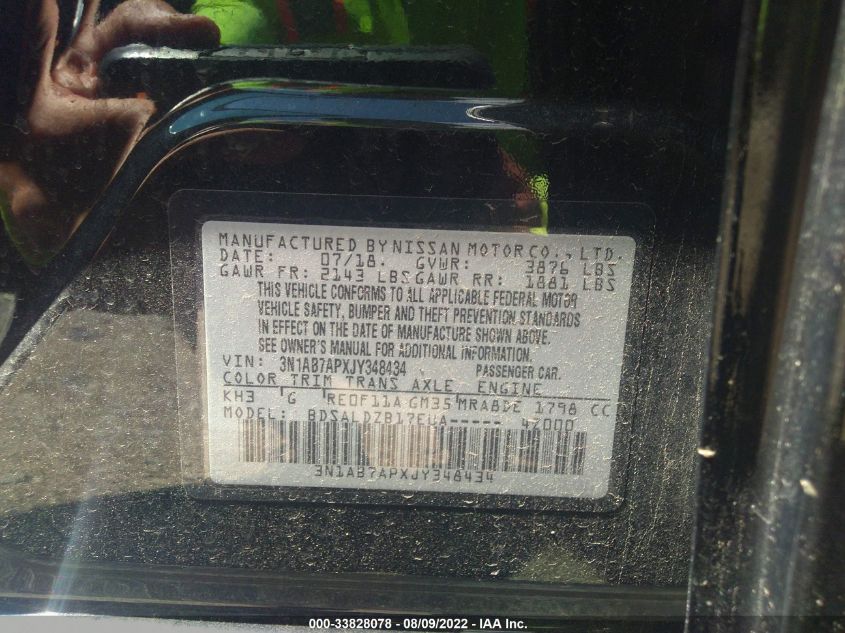 MANUFACTURED BY NISSAN MOTOR CO., LTD.
DATE: 07/18. GVWR: 3876 LBS
GAWR FR: 2143 LBS GAWR RR: 1881 LBS
THIS VEHICLE CONFORMS TO ALL APPLICABLE FEDERAL MOTOR
VEHICLE SAFETY, BUMPER AND THEFT PREVENTION STANDARDS
IN EFFECT ON THE DATE OF MANUFACTURE SHOWN ABOVE.
SEE OWNER'S MANUAL FOR ADDITIONAL INFORMATION.
VIN: 3N1AB7APXJY348434 PASSENGER CAR.
COLOR TRIM TRANS AXLE ENGINE
KH3 G RE0F11A GM35 MRA8DE 1798 CC
MODEL: BDSALDZB17EUA----- 42000
3N1AB7APXJY348434
000-33828078 - 08/09/2022 - IAA Inc.